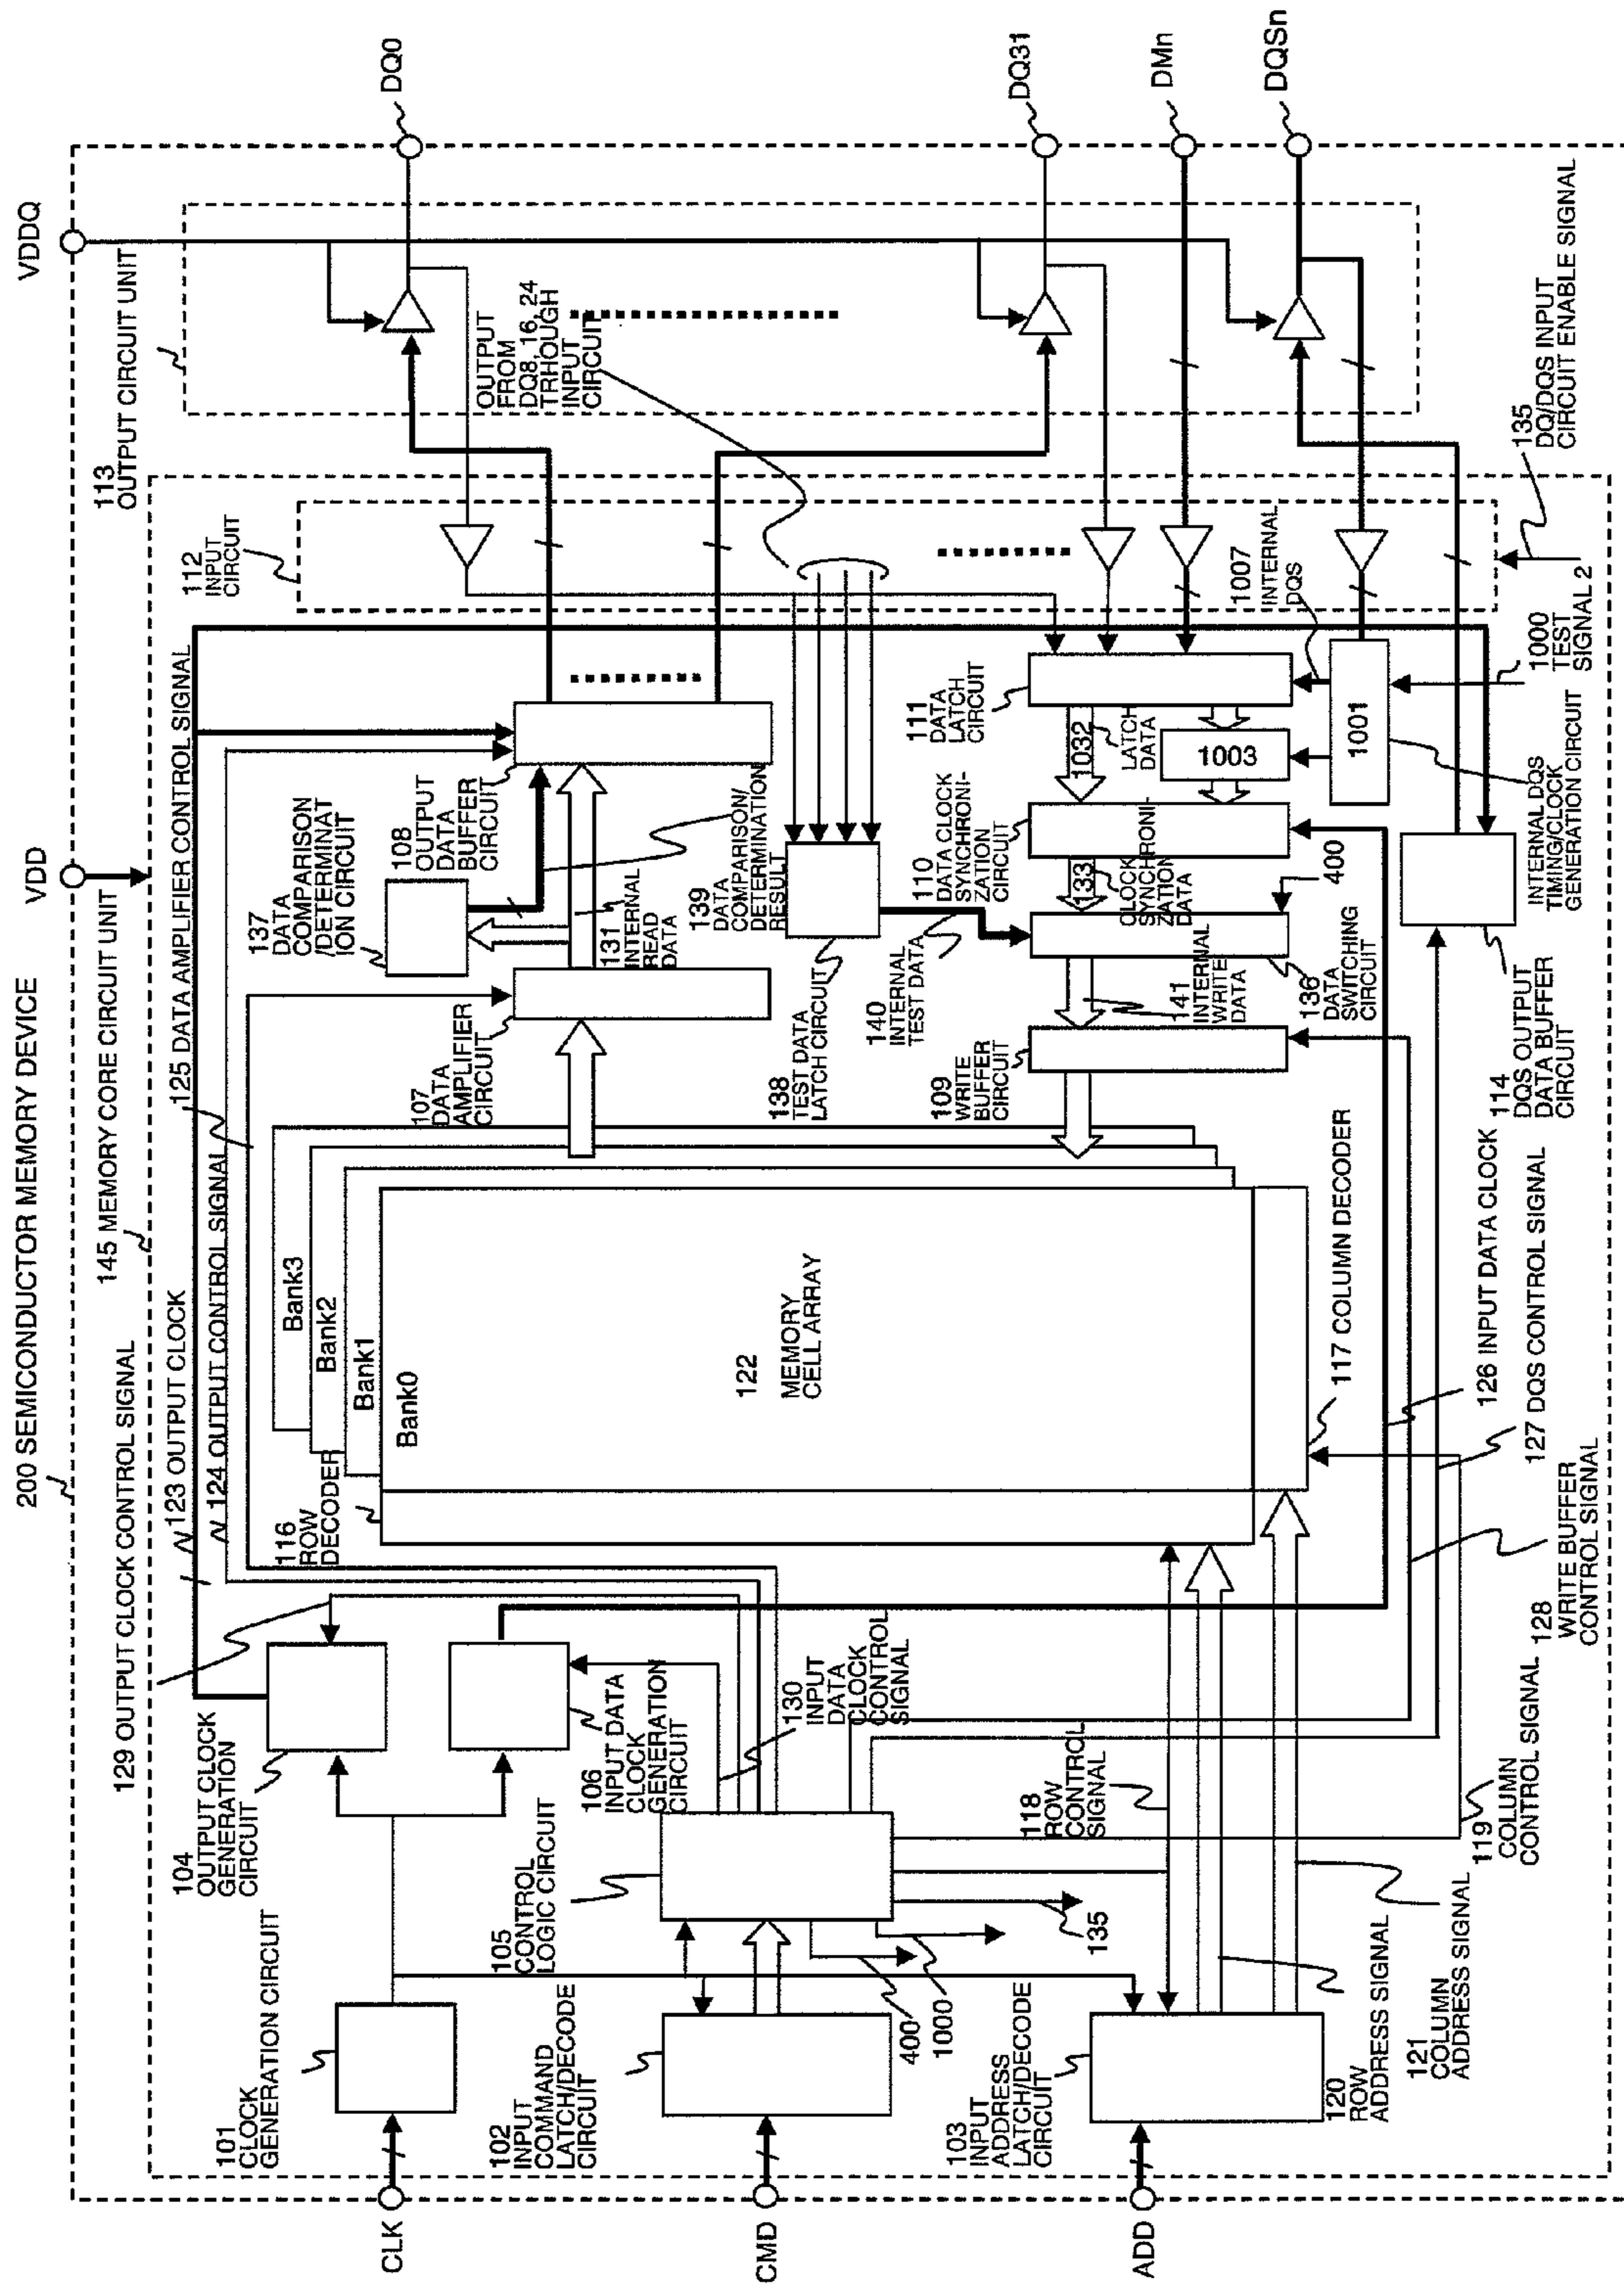 200 SEMICONDUCTOR MEMORY DEVICE
VDD
VDDQ
145 MEMORY CORE CIRCUIT UNIT
113
OUTPUT CIRCUIT UNIT
129 OUTPUT CLOCK CONTROL SIGNAL
123 OUTPUT CLOCK
124 OUTPUT CONTROL SIGNAL
125 DATA AMPLIFIER CONTROL SIGNAL
112
INPUT
CIRCUIT
104
OUTPUT CLOCK
GENERATION
CIRCUIT
101
CLOCK
GENERATION CIRCUIT
CLK
116
ROW
DECODER
Bank3
Bank2
Bank1
Bank0
122
MEMORY
CELL ARRAY
107
DATA
AMPLIFIER
CIRCUIT
137
DATA
COMPARISON
/DETERMINAT
ION CIRCUIT
108
OUTPUT
DATA
BUFFER
CIRCUIT
OUTPUT
FROM
DQ8, 16, 24
TRHOUGH
INPUT
CIRCUIT
DQ0
131
INTERNAL
READ
DATA
139
DATA
COMPARISON/
DETERMINATION
RESULT
106
INPUT DATA
CLOCK
GENERATION
CIRCUIT
105
CONTROL
LOGIC CIRCUIT
130
INPUT
DATA
CLOCK
CONTROL
SIGNAL
102
INPUT
COMMAND
LATCH/DECODE
CIRCUIT
CMD
400
1000
135
138
TEST DATA
LATCH CIRCUIT
140
INTERNAL
TEST DATA
110
DATA CLOCK
SYNCHRONI-
ZATION
CIRCUIT
111
DATA
LATCH
CIRCUIT
1007
INTERNAL
DQS
DQ31
109
WRITE
BUFFER
CIRCUIT
141
INTERNAL
WRITE
DATA
133
CLOCK
SYNCHRONI-
ZATION
DATA
1032
LATCH
DATA
1003
DMn
103
INPUT
ADDRESS
LATCH/DECODE
CIRCUIT
ADD
118
ROW
CONTROL
SIGNAL
117 COLUMN DECODER
136
DATA
SWITCHING
CIRCUIT
400
1001
DQSn
120
ROW
ADDRESS SIGNAL
121
COLUMN
ADDRESS SIGNAL
119
COLUMN
CONTROL SIGNAL
128
WRITE BUFFER
CONTROL SIGNAL
127 DQS CONTROL SIGNAL
126 INPUT DATA CLOCK
114
DQS OUTPUT
DATA BUFFER
CIRCUIT
INTERNAL DQS
TIMING/CLOCK
GENERATION CIRCUIT
1000
TEST
SIGNAL 2
135
DQ/DQS INPUT
CIRCUIT ENABLE SIGNAL